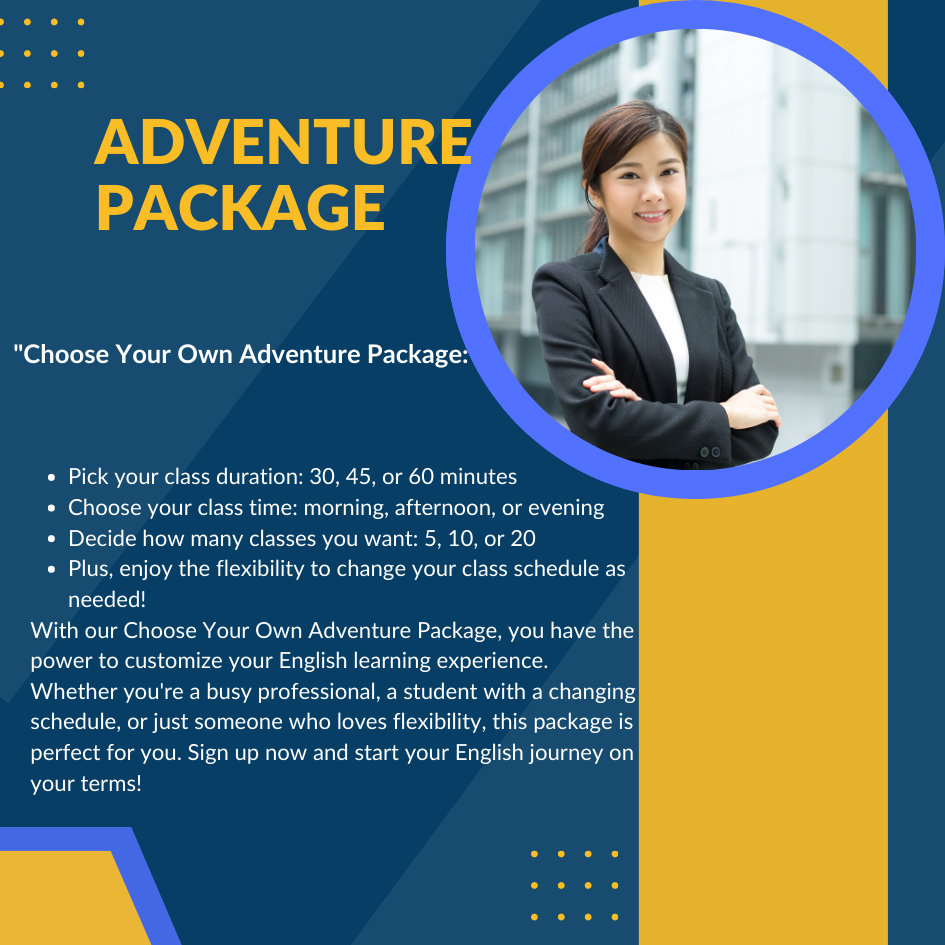 ADVENTURE
PACKAGE
"Choose Your Own Adventure Package:
• Pick your class duration: 30, 45, or 60 minutes
• Choose your class time: morning, afternoon, or evening
• Decide how many classes you want: 5, 10, or 20
• Plus, enjoy the flexibility to change your class schedule as
needed!
With our Choose Your Own Adventure Package, you have the
power to customize your English learning experience.
Whether you're a busy professional, a student with a changing
schedule, or just someone who loves flexibility, this package is
perfect for you. Sign up now and start your English journey on
your terms!